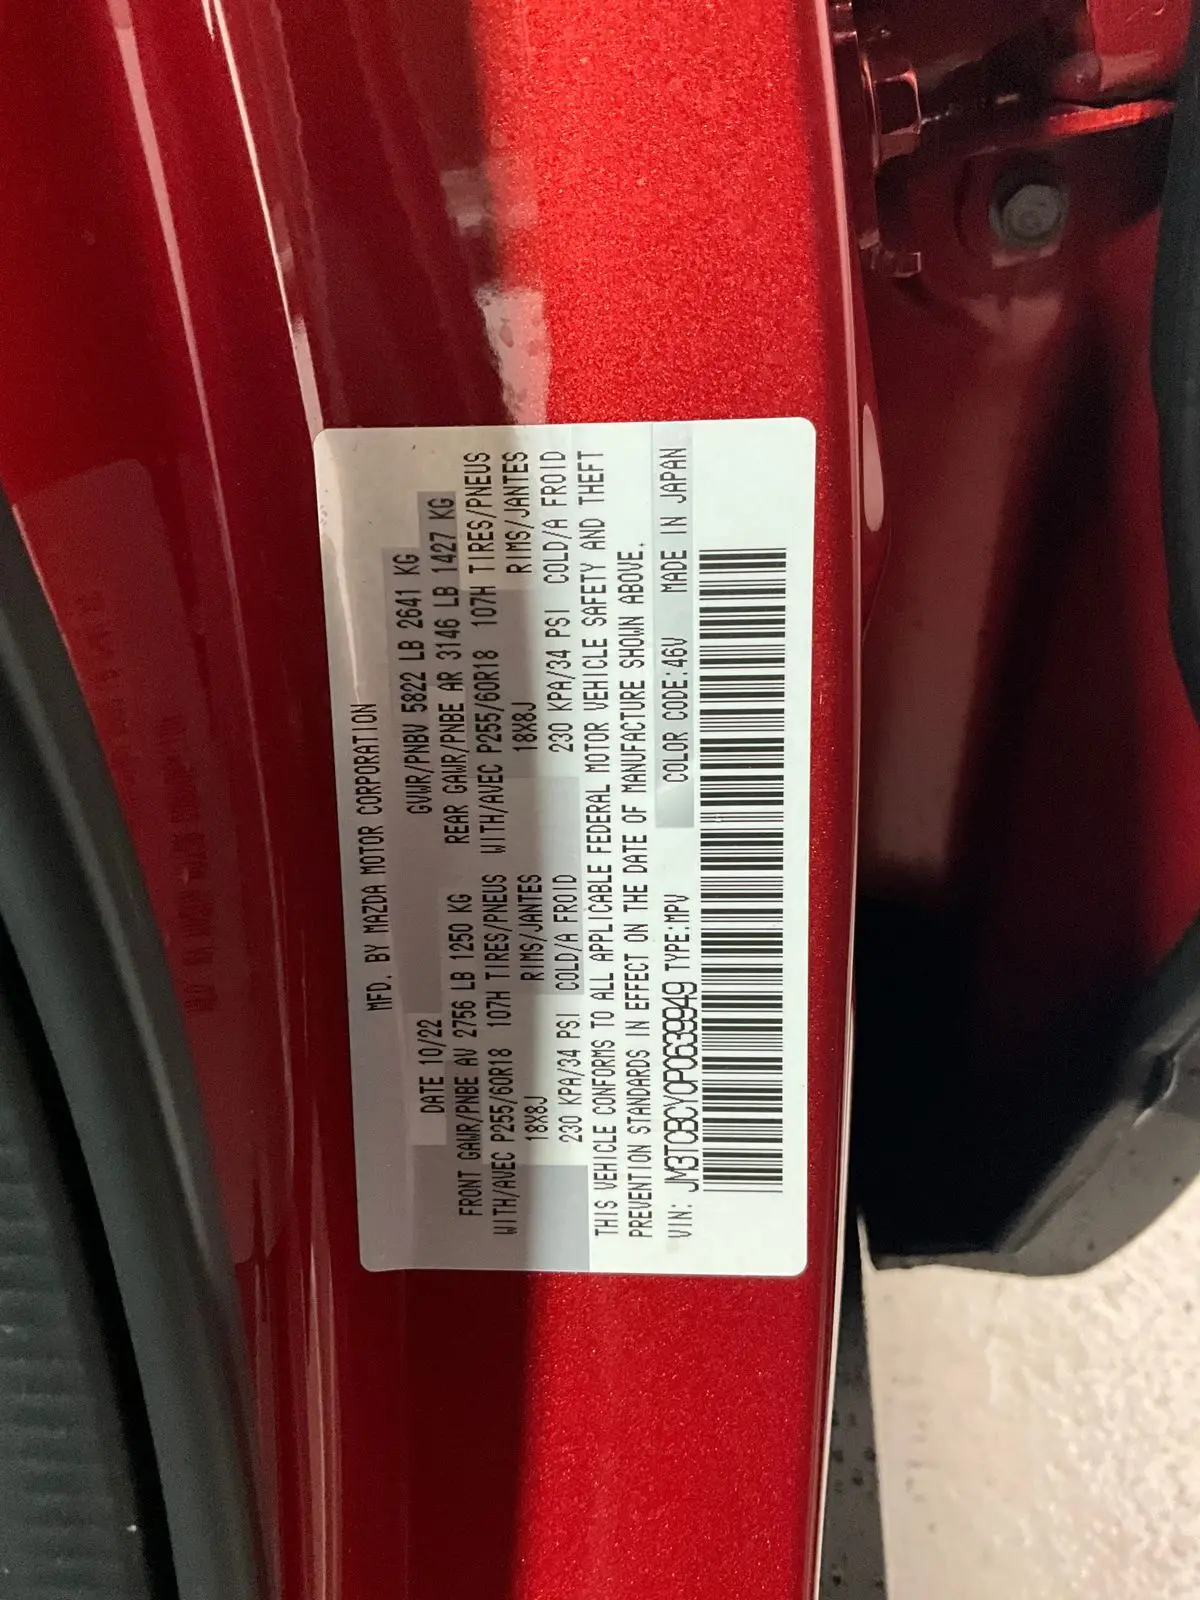 MFD. BY MAZDA MOTOR CORPORATION
DATE 10/22 GVWR/PNBV 5822 LB 2641 KG
FRONT GAWR/PNBE AV 2756 LB 1250 KG REAR GAWR/PNBE AR 3146 LB 1427 KG
WITH/AVEC P255/60R18 107H TIRES/PNEUS WITH/AVEC P255/60R18 107H TIRES/PNEUS
18X8J RIMS/JANTES 18X8J RIMS/JANTES
230 KPA/34 PSI COLD/A FROID 230 KPA/34 PSI COLD/A FROID
THIS VEHICLE CONFORMS TO ALL APPLICABLE FEDERAL MOTOR VEHICLE SAFETY AND THEFT
PREVENTION STANDARDS IN EFFECT ON THE DATE OF MANUFACTURE SHOWN ABOVE.
VIN: JM3TCBCY0P0639949 TYPE:MPV COLOR CODE:46V MADE IN JAPAN